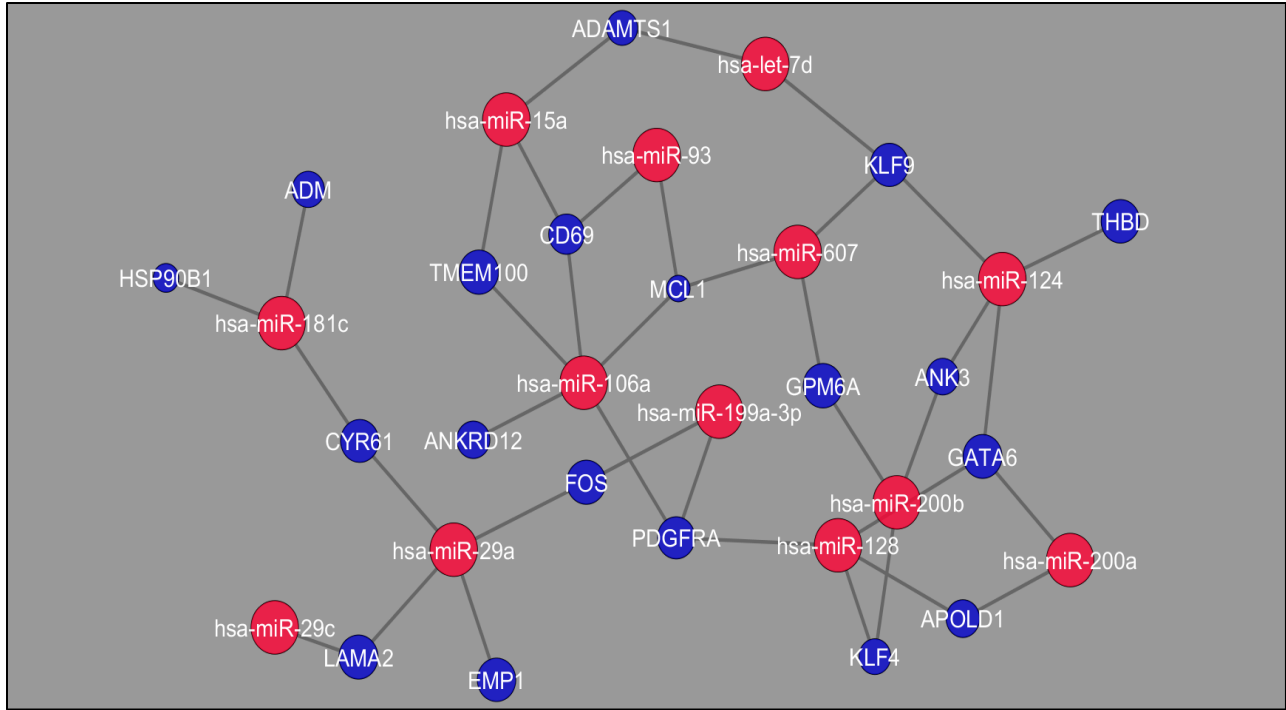 ADAMTS1
hsa-let-7d
hsa-miR-15a
hsa-miR-93
KLF9
ADM
THBD
CD69
hsa-miR-607
TMEM100
HSP90B1
MCL1
hsa-miR-124
hsa-miR-181c
hsa-miR-106a
GPM6A
ANK3
hsa-miR-199a-3p
CYR61
ANKRD12
GATA6
FOS
hsa-miR-200b
PDGFRA
hsa-miR-128
hsa-miR-29a
hsa-miR-200a
APOLD1
hsa-miR-29c
LAMA2
KLF4
EMP1